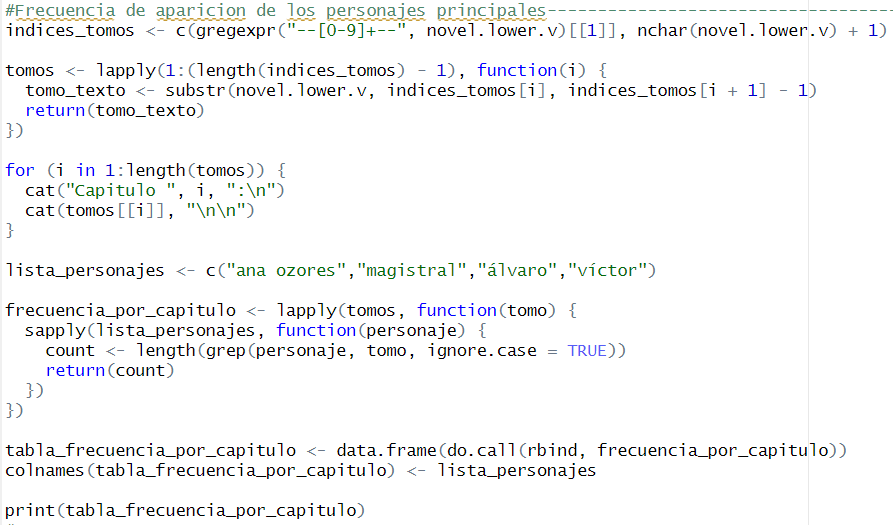 #Frecuencia de aparicion de los personajes principales-----------------------------------
indices_tomos <- c(gregexpr("--[0-9]+--", novel.lower.v)[[1]], nchar(novel.lower.v) + 1)
tomos <- lapply(1:(length(indices_tomos) - 1), function(i) {
  tomo_texto <- substr(novel.lower.v, indices_tomos[i], indices_tomos[i + 1] - 1)
  return(tomo_texto)
})
for (i in 1:length(tomos)) {
  cat("Capitulo ", i, ":\n")
  cat(tomos[[i]], "\n\n")
}
lista_personajes <- c("ana ozores","magistral","álvaro","víctor")
frecuencia_por_capitulo <- lapply(tomos, function(tomo) {
  sapply(lista_personajes, function(personaje) {
    count <- length(grep(personaje, tomo, ignore.case = TRUE))
    return(count)
  })
})
tabla_frecuencia_por_capitulo <- data.frame(do.call(rbind, frecuencia_por_capitulo))
colnames(tabla_frecuencia_por_capitulo) <- lista_personajes
print(tabla_frecuencia_por_capitulo)